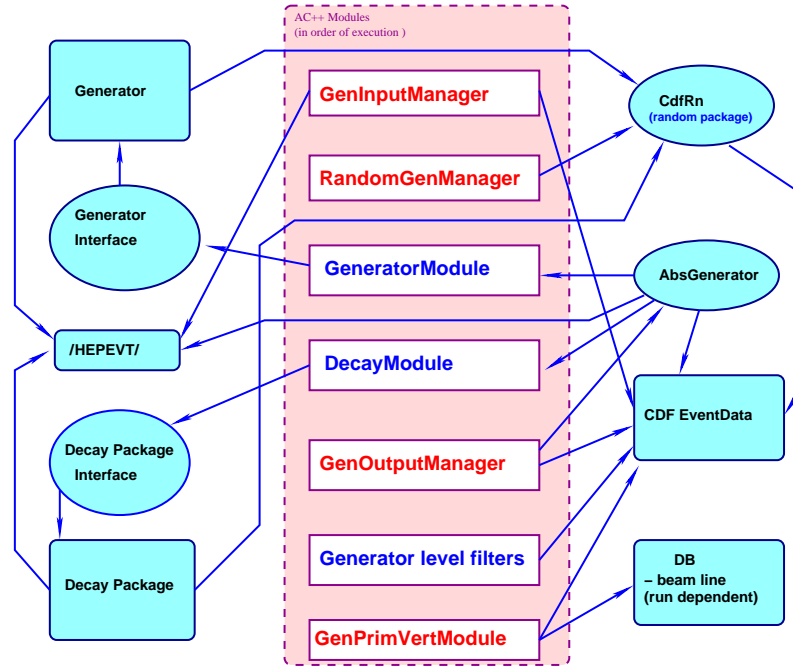 AC++ Modules
(in order of execution )
Generator
GenInputManager
CdfRn
(random package)
RandomGenManager
Generator
Interface
GeneratorModule
AbsGenerator
/HEPEVT/
DecayModule
CDF EventData
Decay Package
Interface
GenOutputManager
Generator level filters
DB
– beam line
(run dependent)
Decay Package
GenPrimVertModule